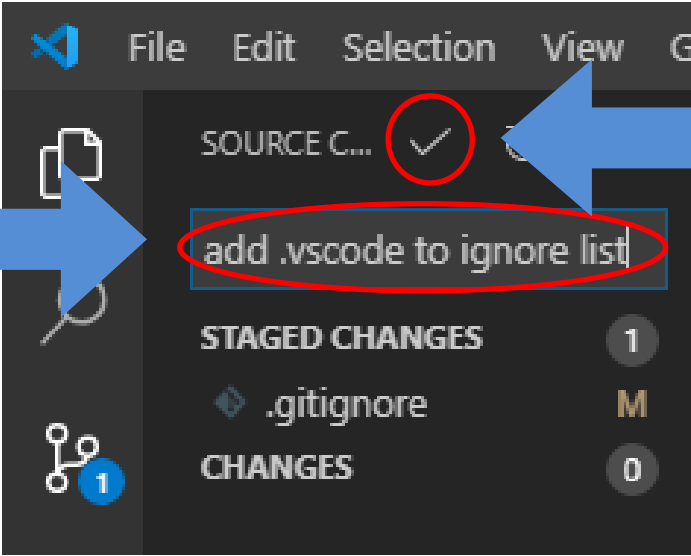 File Edit Selection View G
SOURCE C...
add .vscode to ignore list
STAGED CHANGES 1
.gitignore M
CHANGES 0
1